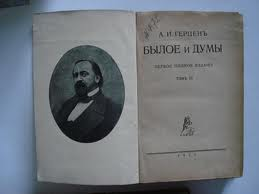 А. И. ГЕРЦЕНЪ
БЫЛОЕ и ДУМЫ
ПЕРВОЕ ПОЛНОЕ ИЗДАНІЕ
ТОМЪ II